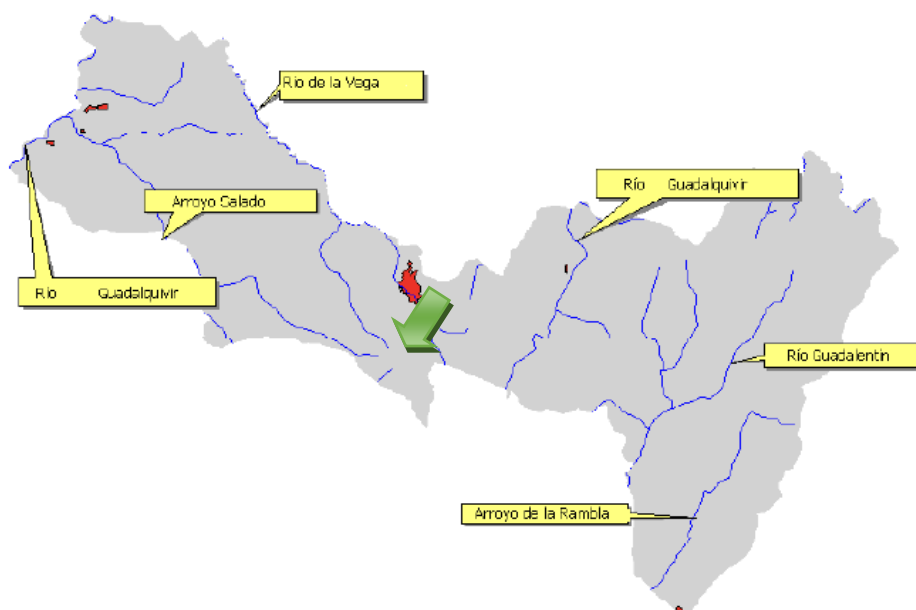 Río de la Vega
Río Guadalquivir
Arroyo Salado
Río Guadalquivir
Río Guadalentín
Arroyo de la Rambla